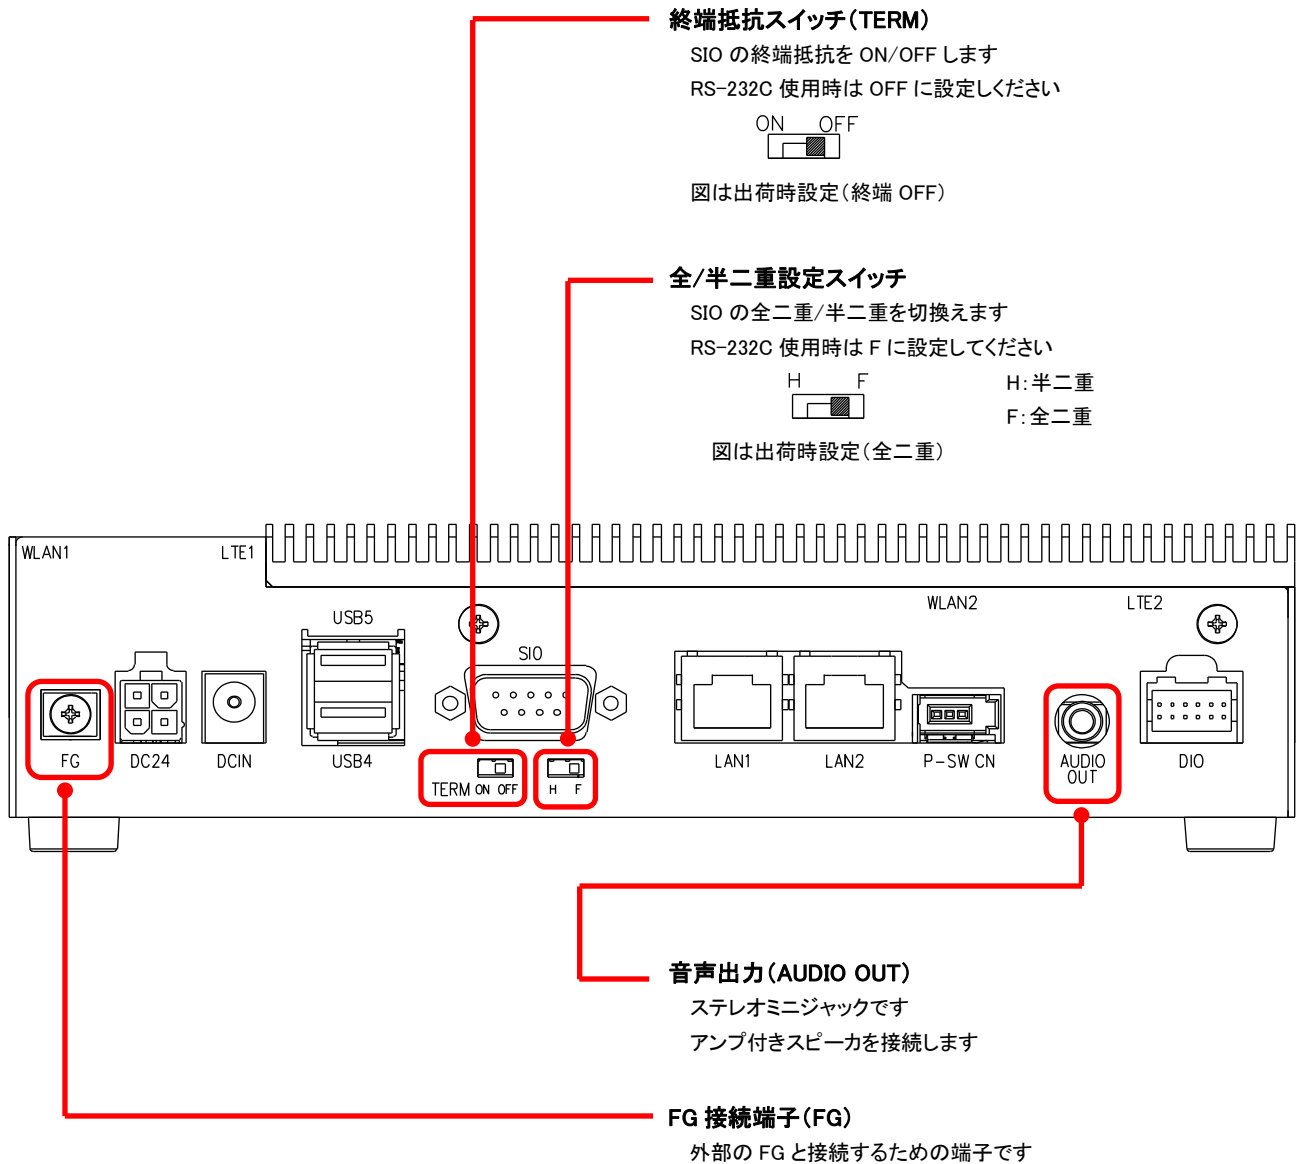 終端抵抗スイッチ(TERM)
SIO の終端抵抗を ON/OFF します
RS-232C 使用時は OFF に設定しください
ON OFF
図は出荷時設定(終端 OFF)
全/半二重設定スイッチ
SIO の全二重/半二重を切換えます
RS-232C 使用時は F に設定してください
H F
H:半二重
F:全二重
図は出荷時設定(全二重)
WLAN1
LTE1
WLAN2
LTE2
USB5
SIO
FG
DC24
DCIN
USB4
LAN1
LAN2
P-SW CN
AUDIO
OUT
DIO
TERM ON OFF
H F
音声出力(AUDIO OUT)
ステレオミニジャックです
アンプ付きスピーカを接続します
FG 接続端子(FG)
外部の FG と接続するための端子です